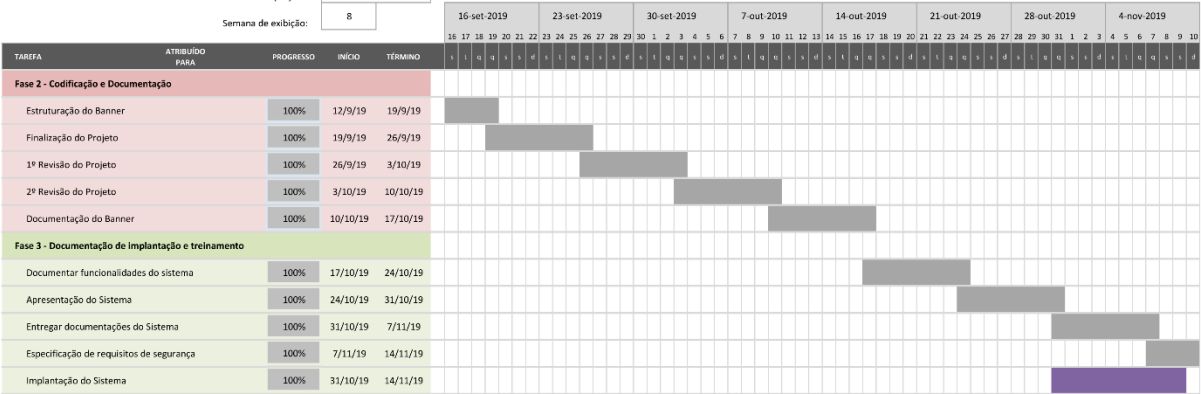 Semana de exibição: 8
16-set-2019 23-set-2019 30-set-2019 7-out-2019 14-out-2019 21-out-2019 28-out-2019 4-nov-2019
16 17 18 19 20 21 22 23 24 25 26 27 28 29 30 1 2 3 4 5 6 7 8 9 10 11 12 13 14 15 16 17 18 19 20 21 22 23 24 25 26 27 28 29 30 31 1 2 3 4 5 6 7 8 9 10
TAREFA ATRIBUÍDO PARA PROGRESSO INÍCIO TÉRMINO s t q q s s d s t q q s s d s t q q s s d s t q q s s d s t q q s s d s t q q s s d s t q q s s d s t q q s s d
Fase 2 - Codificação e Documentação
Estruturação do Banner 100% 12/9/19 19/9/19
Finalização do Projeto 100% 19/9/19 26/9/19
1º Revisão do Projeto 100% 26/9/19 3/10/19
2º Revisão do Projeto 100% 3/10/19 10/10/19
Documentação do Banner 100% 10/10/19 17/10/19
Fase 3 - Documentação de implantação e treinamento
Documentar funcionalidades do sistema 100% 17/10/19 24/10/19
Apresentação do Sistema 100% 24/10/19 31/10/19
Entregar documentações do Sistema 100% 31/10/19 7/11/19
Especificação de requisitos de segurança 100% 7/11/19 14/11/19
Implantação do Sistema 100% 31/10/19 14/11/19